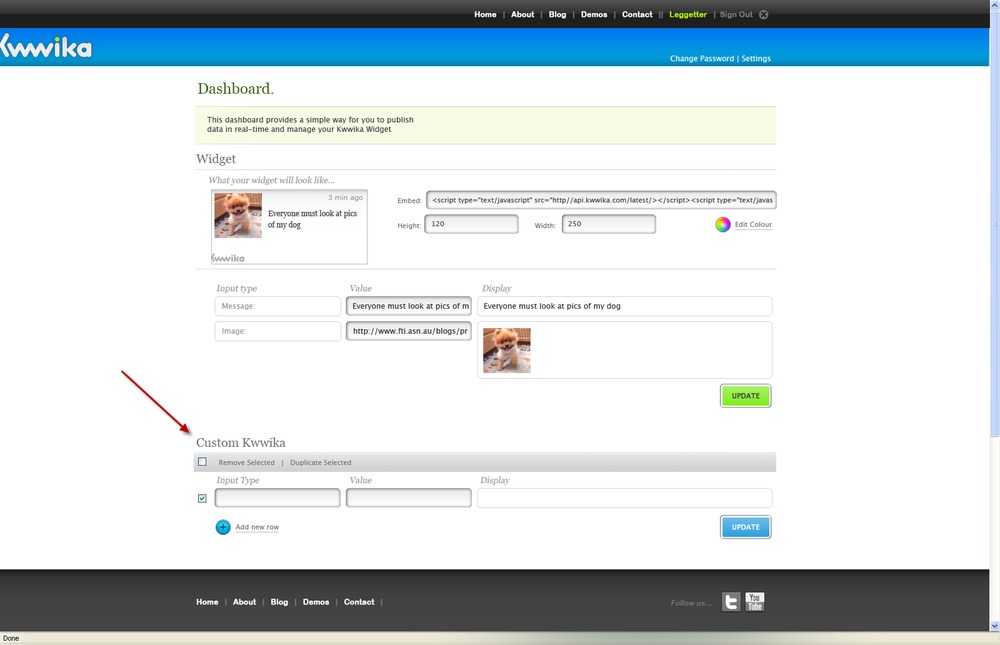 Home | About | Blog | Demos | Contact || Leggetter | Sign Out
Kwwika
Change Password | Settings
Dashboard.
This dashboard provides a simple way for you to publish
data in real-time and manage your Kwwika Widget
Widget
What your widget will look like...
3 min ago
Everyone must look at pics
of my dog
Kwwika
Embed: <script type="text/javascript" src="http//api.kwwika.com/latest/></script><script type="text/javas
Height: 120 Width: 250 Edit Colour
Input type Value Display
Message: Everyone must look at pics of m Everyone must look at pics of my dog
Image: http://www.fti.asn.au/blogs/pr
UPDATE
Custom Kwwika
Remove Selected | Duplicate Selected
Input Type Value Display
Add new row UPDATE
Home | About | Blog | Demos | Contact | Follow us... You Tube
Done